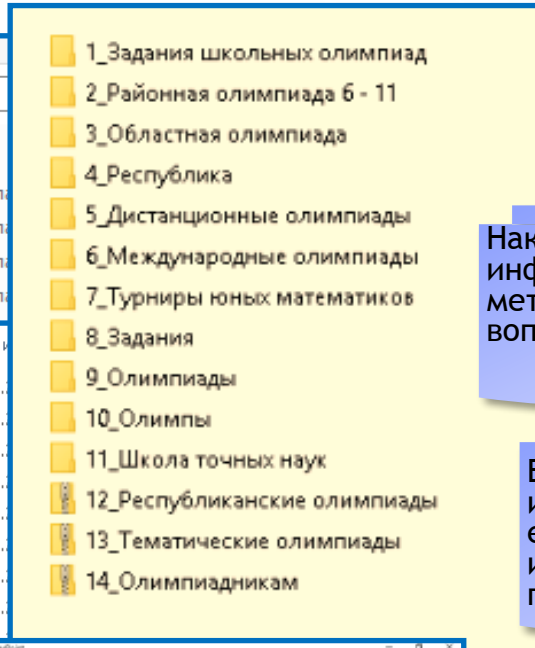 1_Задания школьных олимпиад
2_Районная олимпиада 6 - 11
3_Областная олимпиада
4_Республика
5_Дистанционные олимпиады
6_Международные олимпиады
7_Турниры юных математиков
8_Задания
9_Олимпиады
10_Олимпы
11_Школа точных наук
12_Республиканские олимпиады
13_Тематические олимпиады
14_Олимпиадникам